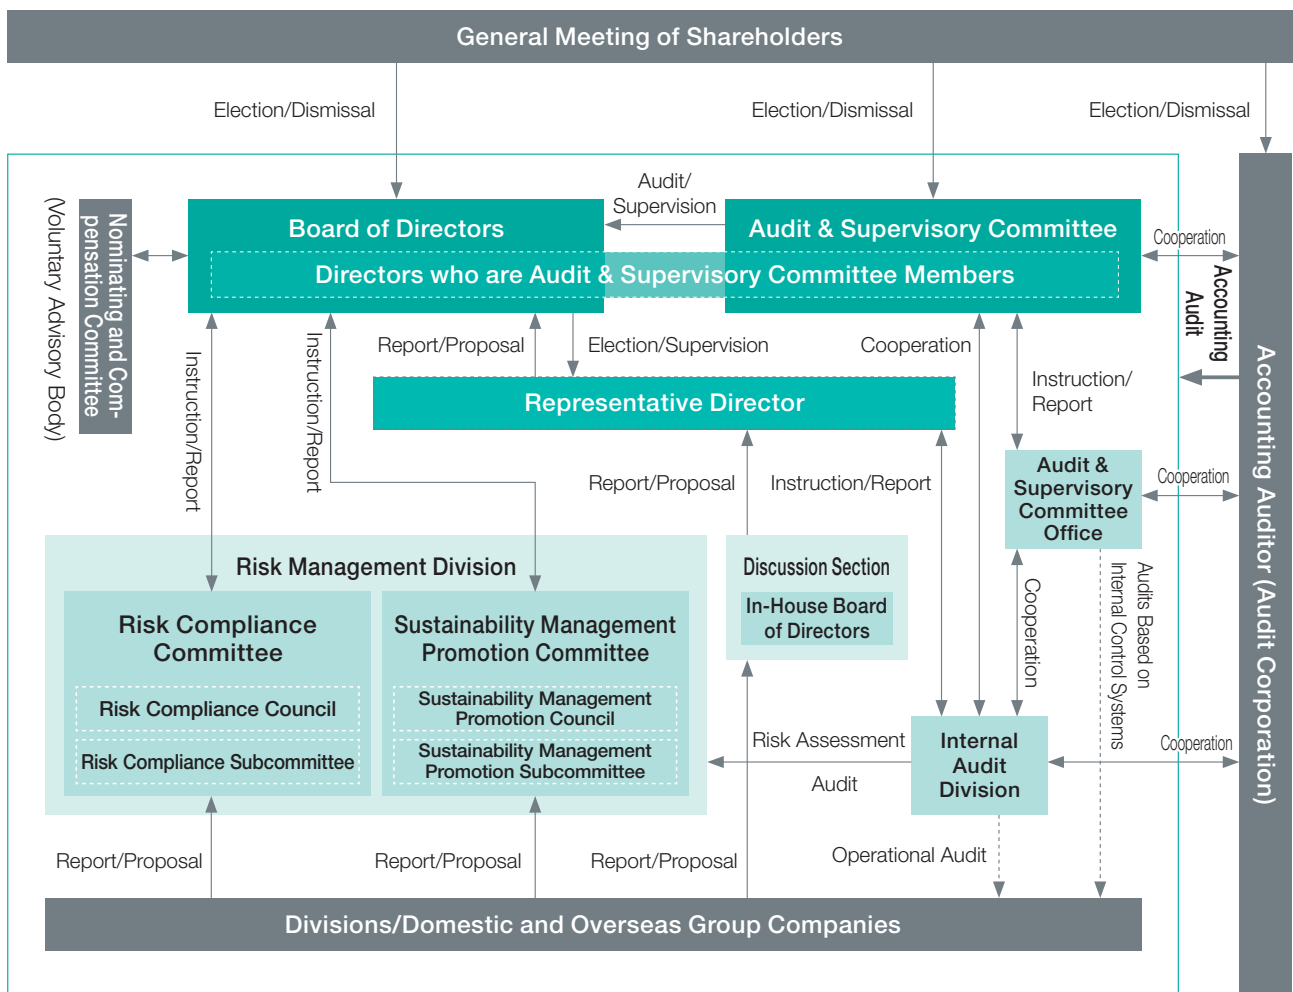 General Meeting of Shareholders
Election/Dismissal
Election/Dismissal
Election/Dismissal
Audit/
Supervision
Board of Directors
Audit & Supervisory Committee
Directors who are Audit & Supervisory Committee Members
Nominating and Com-
pensation Committee
(Voluntary Advisory Body)
Cooperation
Accounting
Audit
Accounting Auditor (Audit Corporation)
Instruction/Report
Instruction/Report
Report/Proposal
Election/Supervision
Cooperation
Instruction/
Report
Representative Director
Report/Proposal
Instruction/Report
Audit &
Supervisory
Committee
Office
Cooperation
Risk Management Division
Risk Compliance
Committee
Risk Compliance Council
Risk Compliance Subcommittee
Sustainability Management
Promotion Committee
Sustainability Management
Promotion Council
Sustainability Management
Promotion Subcommittee
Discussion Section
In-House Board
of Directors
Cooperation
Audits Based on
Internal Control Systems
Risk Assessment
Audit
Internal
Audit
Division
Cooperation
Report/Proposal
Report/Proposal
Report/Proposal
Operational Audit
Divisions/Domestic and Overseas Group Companies